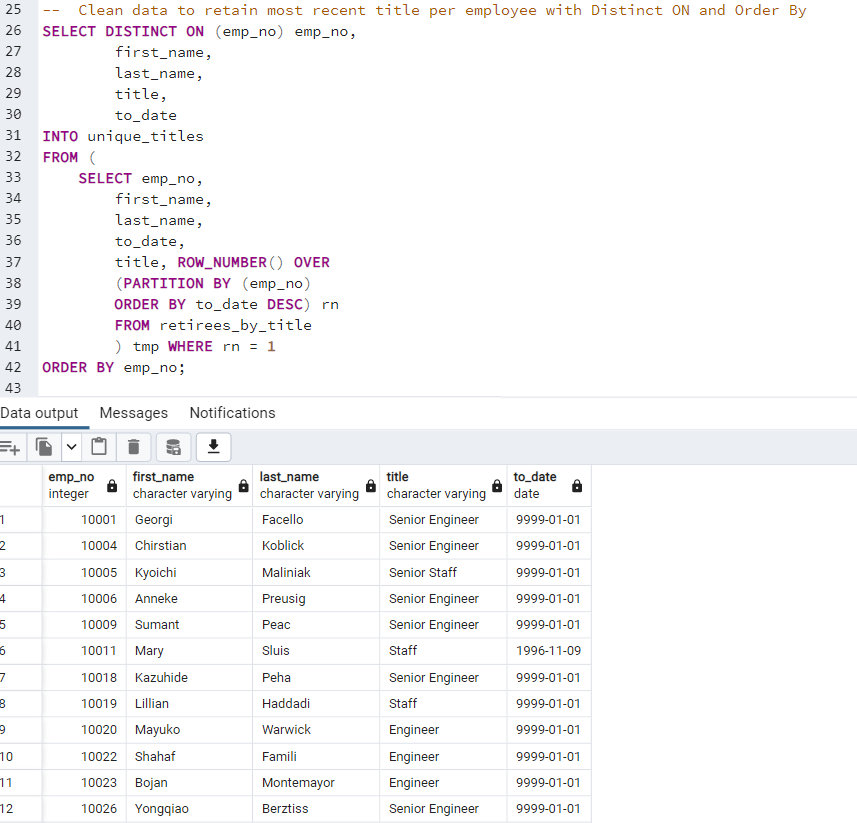 25 -- Clean data to retain most recent title per employee with Distinct ON and Order By
26 SELECT DISTINCT ON (emp_no) emp_no,
27 first_name,
28 last_name,
29 title,
30 to_date
31 INTO unique_titles
32 FROM (
33 SELECT emp_no,
34 first_name,
35 last_name,
36 to_date,
37 title, ROW_NUMBER() OVER
38 (PARTITION BY (emp_no)
39 ORDER BY to_date DESC) rn
40 FROM retirees_by_title
41 ) tmp WHERE rn = 1
42 ORDER BY emp_no;
43
Data output Messages Notifications
emp_no first_name last_name title to_date
integer character varying character varying character varying date
1 10001 Georgi Facello Senior Engineer 9999-01-01
2 10004 Chirstian Koblick Senior Engineer 9999-01-01
3 10005 Kyoichi Maliniak Senior Staff 9999-01-01
4 10006 Anneke Preusig Senior Engineer 9999-01-01
5 10009 Sumant Peac Senior Engineer 9999-01-01
6 10011 Mary Sluis Staff 1996-11-09
7 10018 Kazuhide Peha Senior Engineer 9999-01-01
8 10019 Lillian Haddadi Staff 9999-01-01
9 10020 Mayuko Warwick Engineer 9999-01-01
10 10022 Shahaf Famili Engineer 9999-01-01
11 10023 Bojan Montemayor Engineer 9999-01-01
12 10026 Yongqiao Berztiss Senior Engineer 9999-01-01